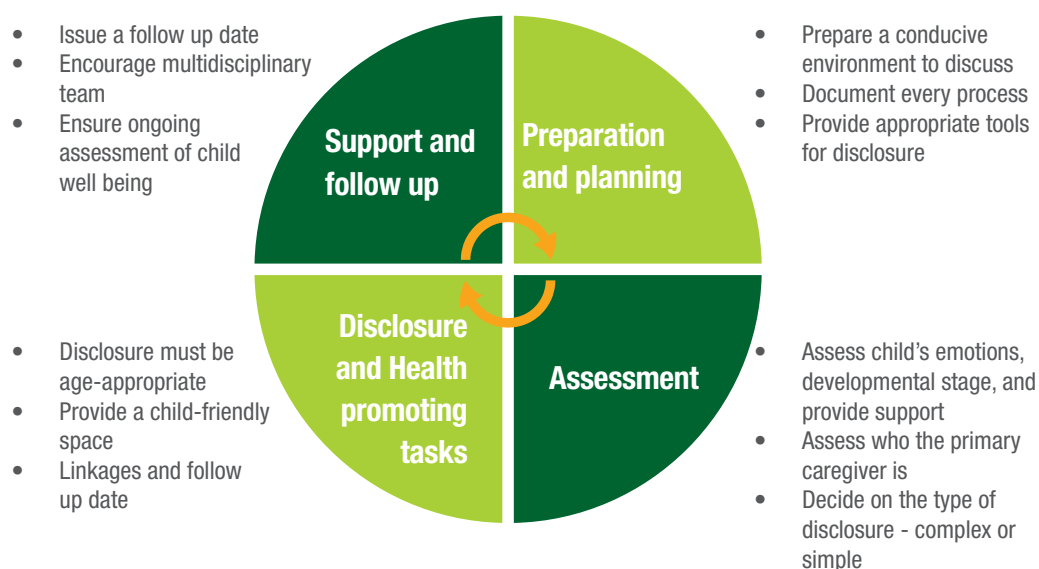 • Issue a follow up date
• Encourage multidisciplinary
team
• Ensure ongoing
assessment of child
well being
Support and
follow up
Preparation
and planning
• Prepare a conducive
environment to discuss
• Document every process
• Provide appropriate tools
for disclosure
• Disclosure must be
age-appropriate
• Provide a child-friendly
space
• Linkages and follow
up date
Disclosure
and Health
promoting
tasks
Assessment
• Assess child’s emotions,
developmental stage, and
provide support
• Assess who the primary
caregiver is
• Decide on the type of
disclosure - complex or
simple